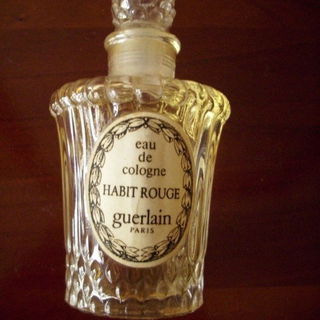 eau
de
cologne
HABIT ROUGE
guerlain
PARIS